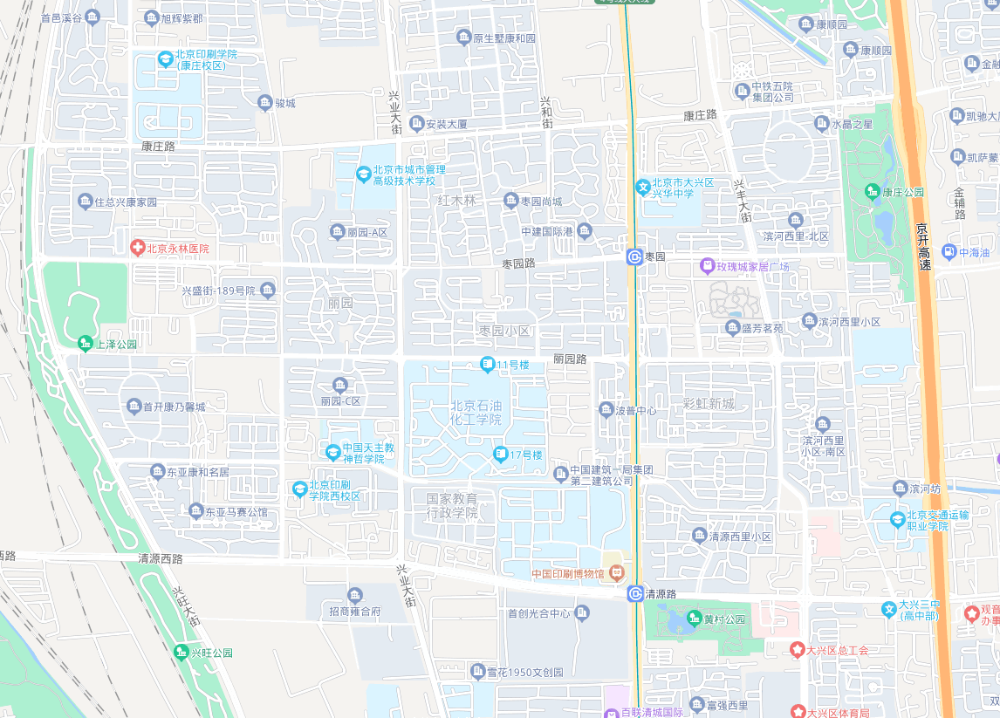 首邑溪谷
旭辉紫郡
北京印刷学院
(康庄校区)
骏城
兴业大街
原生墅康和园
安装大厦
兴和街
康庄路
中铁五院
集团公司
康顺园
康顺园
水晶之星
金融
凯驰大厦
凯萨蒙
康庄路
北京市城市管理
高级技术学校
红木林
枣园尚城
北京市大兴区
兴华中学
兴丰大街
康庄公园
金辅路
住总兴康家园
丽园-A区
中建国际港
滨河西里-北区
京开高速
北京永林医院
枣园路
枣园
玫瑰城家居广场
中海油
兴盛街-189号院
丽园
枣园小区
盛芳茗苑
滨河西里小区
上泽公园
11号楼
丽园路
首开康乃馨城
丽园-C区
北京石油
化工学院
波普中心
彩虹新城
滨河西里
小区-南区
中国天主教
神哲学院
17号楼
东亚康和名居
中国建筑一局集团
第二建筑公司
北京印刷
学院西校区
国家教育
行政学院
滨河坊
东亚马赛公馆
清源西里小区
北京交通运输
职业学院
西路
清源西路
兴业大街
中国印刷博物馆
清源路
兴旺大街
招商雍合府
首创光合中心
黄村公园
大兴三中
(高中部)
观音
办事
兴旺公园
大兴区总工会
雪花1950文创园
百联清城国际
富强西里
大兴区体育局
双